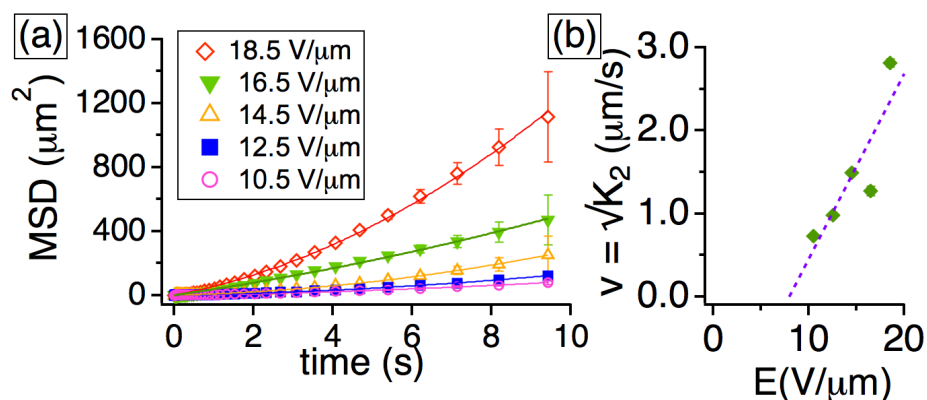 (a)
MSD (μm²)
1600
1200
800
400
0
18.5 V/μm
16.5 V/μm
14.5 V/μm
12.5 V/μm
10.5 V/μm
0 2 4 6 8 10
time (s)
(b)
v = √K₂ (μm/s)
3.0
2.0
1.0
0.0
0 10 20
E(V/μm)